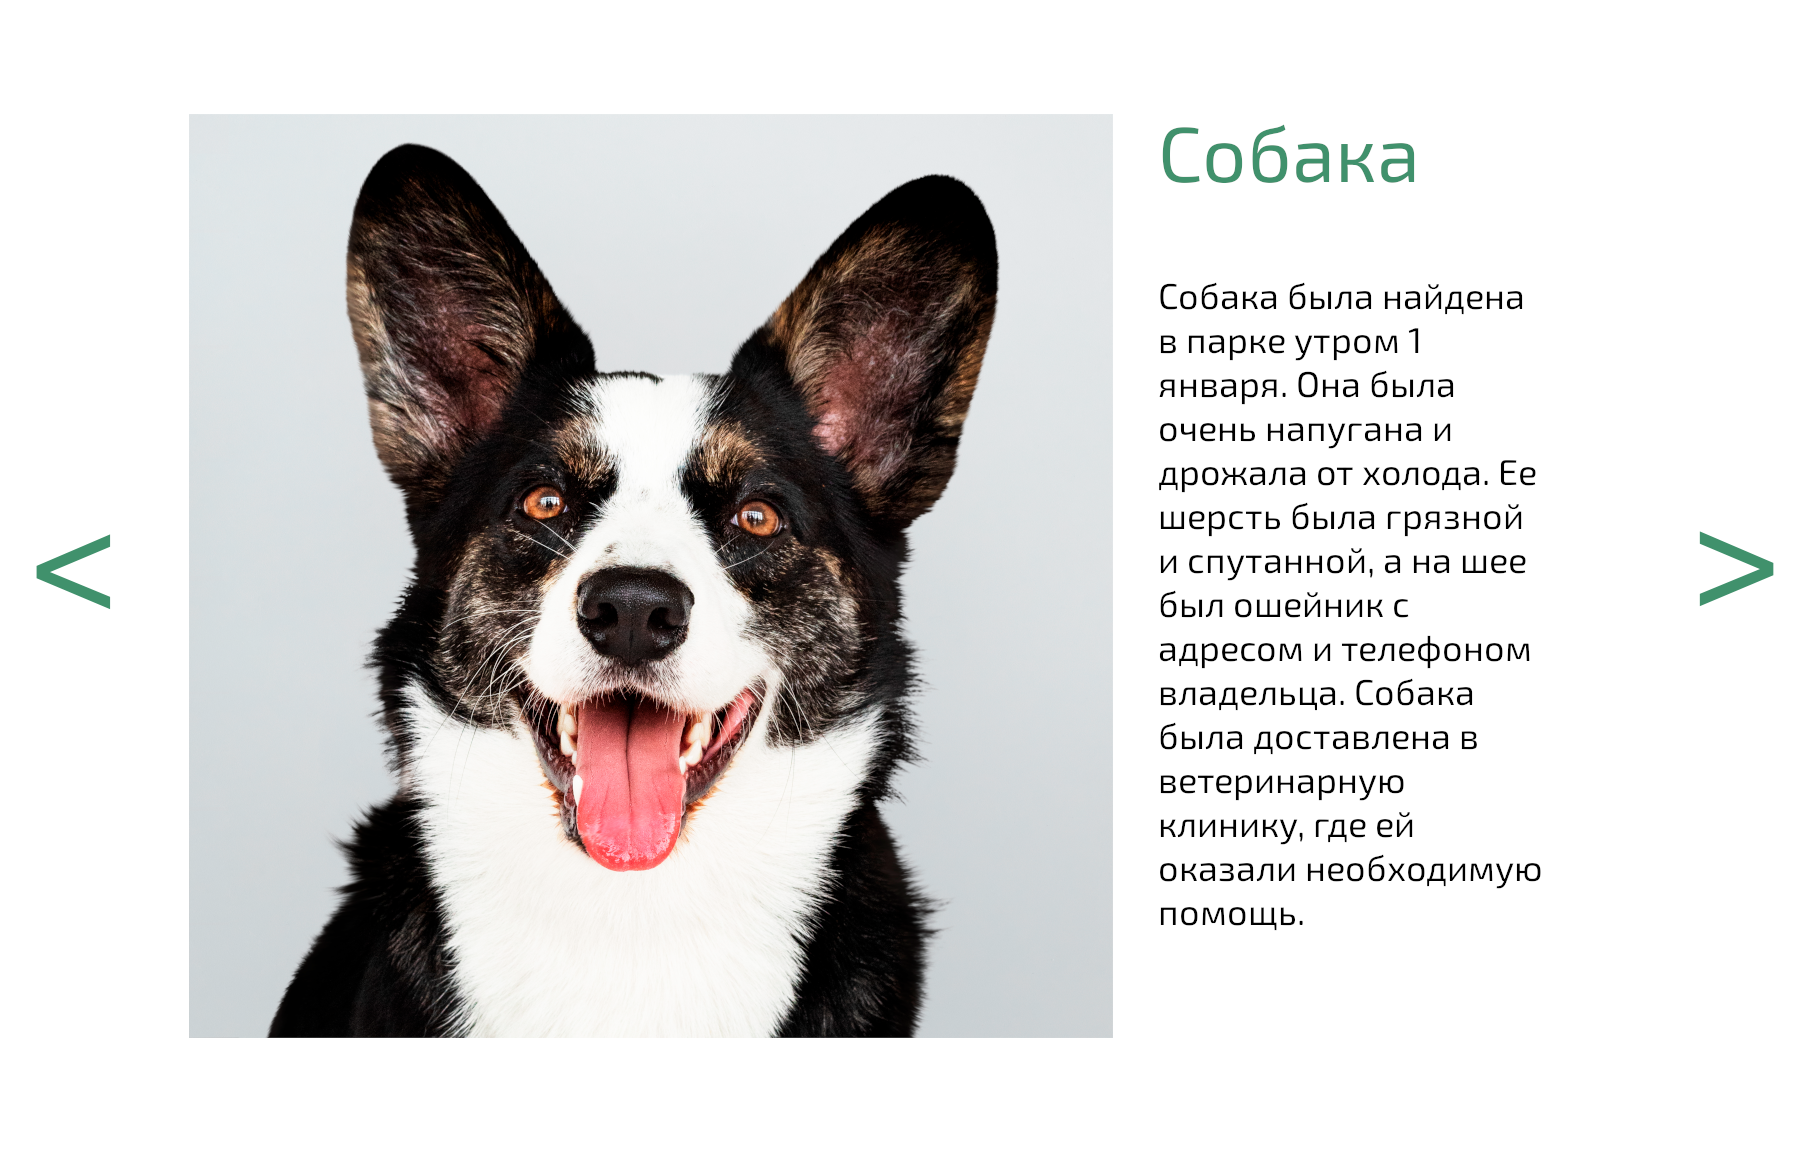 Собака
Собака была найдена
в парке утром 1
января. Она была
очень напугана и
дрожала от холода. Ее
шерсть была грязной
и спутанной, а на шее
был ошейник с
адресом и телефоном
владельца. Собака
была доставлена в
ветеринарную
клинику, где ей
оказали необходимую
помощь.
<
>